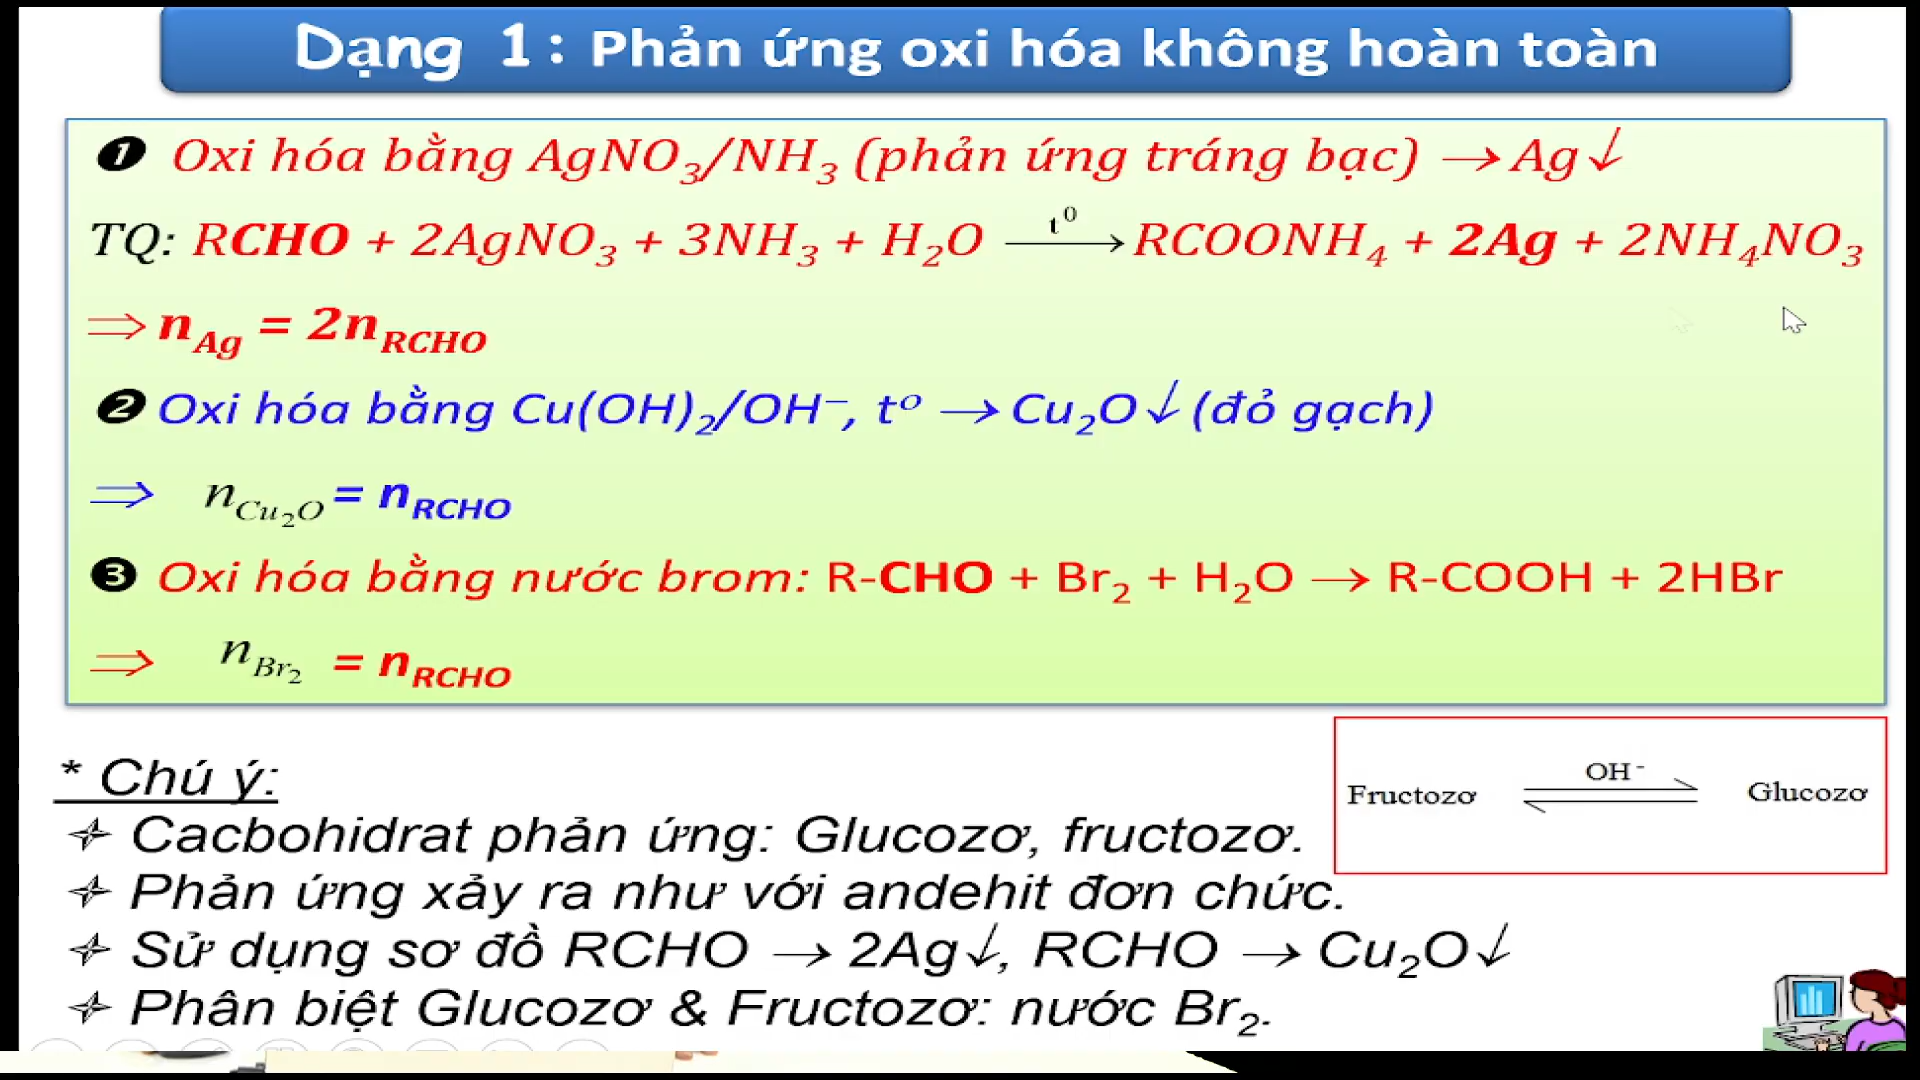 Dạng 1: Phản ứng oxi hóa không hoàn toàn
❶ Oxi hóa bằng AgNO₃/NH₃ (phản ứng tráng bạc) → Ag↓
TQ: RCHO + 2AgNO₃ + 3NH₃ + H₂O —t⁰→ RCOONH₄ + 2Ag + 2NH₄NO₃
⇒ n_Ag = 2n_RCHO
❷ Oxi hóa bằng Cu(OH)₂/OH⁻, tº → Cu₂O↓ (đỏ gạch)
⇒ n_Cu₂O = n_RCHO
❸ Oxi hóa bằng nước brom: R-CHO + Br₂ + H₂O → R-COOH + 2HBr
⇒ n_Br₂ = n_RCHO
* Chú ý:
Fructozơ ⇌ OH⁻ Glucozơ
✧ Cacbohidrat phản ứng: Glucozơ, fructozơ.
✧ Phản ứng xảy ra như với andehit đơn chức.
✧ Sử dụng sơ đồ RCHO → 2Ag↓, RCHO → Cu₂O↓
✧ Phân biệt Glucozơ & Fructozơ: nước Br₂.